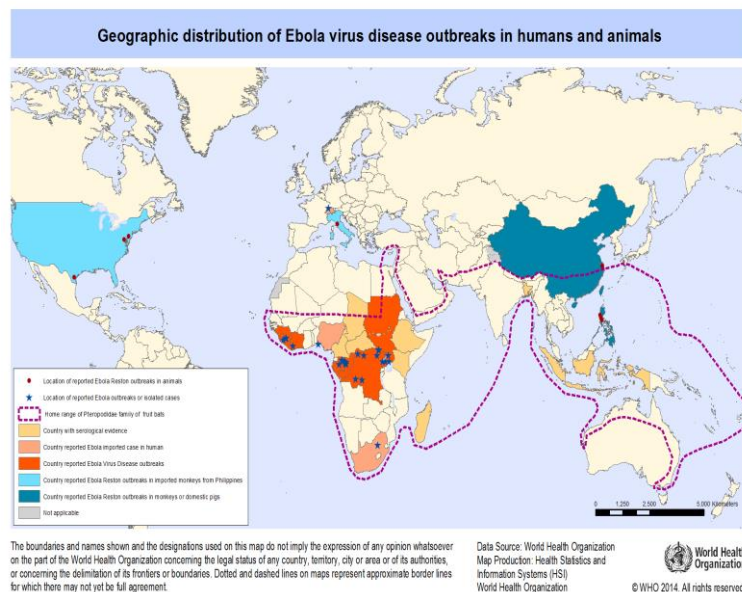 Geographic distribution of Ebola virus disease outbreaks in humans and animals
Location of reported Ebola Reston outbreaks in animals
Location of reported Ebola outbreaks or isolated cases
Home range of Pteropodidae family of fruit bats
Country with serological evidence
Country reported Ebola imported case in human
Country reported Ebola Virus Disease outbreaks
Country reported Ebola Reston outbreaks in imported monkeys from Philippines
Country reported Ebola Reston outbreaks in monkeys or domestic pigs
Not applicable
0 1,250 2,500 5,000 Kilometers
The boundaries and names shown and the designations used on this map do not imply the expression of any opinion whatsoever
on the part of the World Health Organization concerning the legal status of any country, territory, city or area or of its authorities,
or concerning the delimitation of its frontiers or boundaries. Dotted and dashed lines on maps represent approximate border lines
for which there may not yet be full agreement.
Data Source: World Health Organization
Map Production: Health Statistics and
Information Systems (HSI)
World Health Organization
World Health
Organization
© WHO 2014. All rights reserved